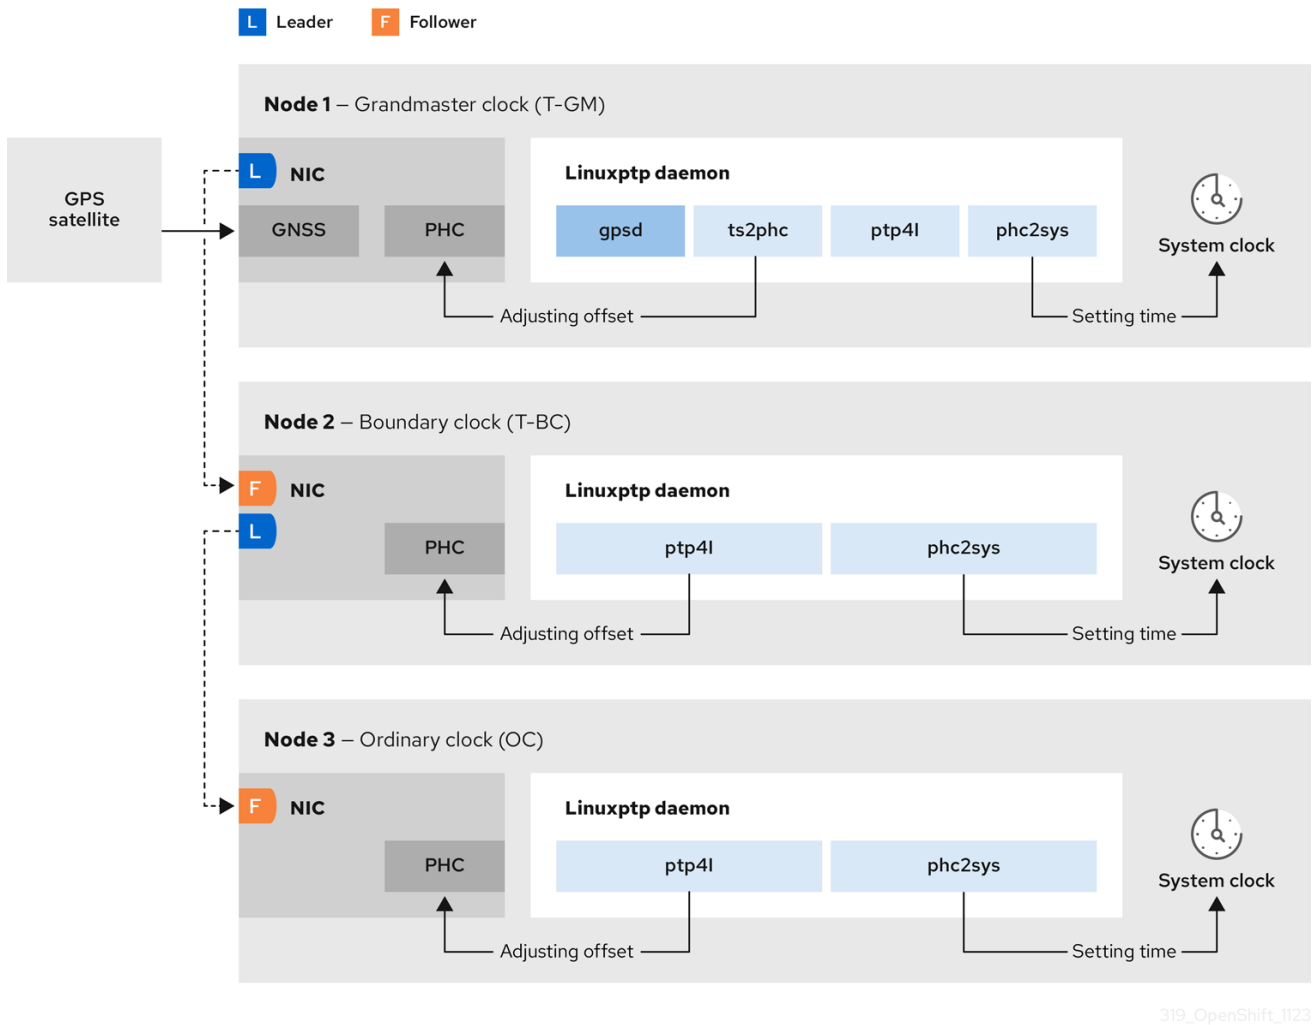 L Leader F Follower
Node 1 – Grandmaster clock (T-GM)
GPS
satellite
L NIC
Linuxptp daemon
GNSS PHC
gpsd ts2phc ptp4l phc2sys
System clock
Adjusting offset
Setting time
Node 2 – Boundary clock (T-BC)
F NIC
Linuxptp daemon
L
PHC
ptp4l phc2sys
System clock
Adjusting offset
Setting time
Node 3 – Ordinary clock (OC)
F NIC
Linuxptp daemon
PHC
ptp4l phc2sys
System clock
Adjusting offset
Setting time
319_OpenShift_1123